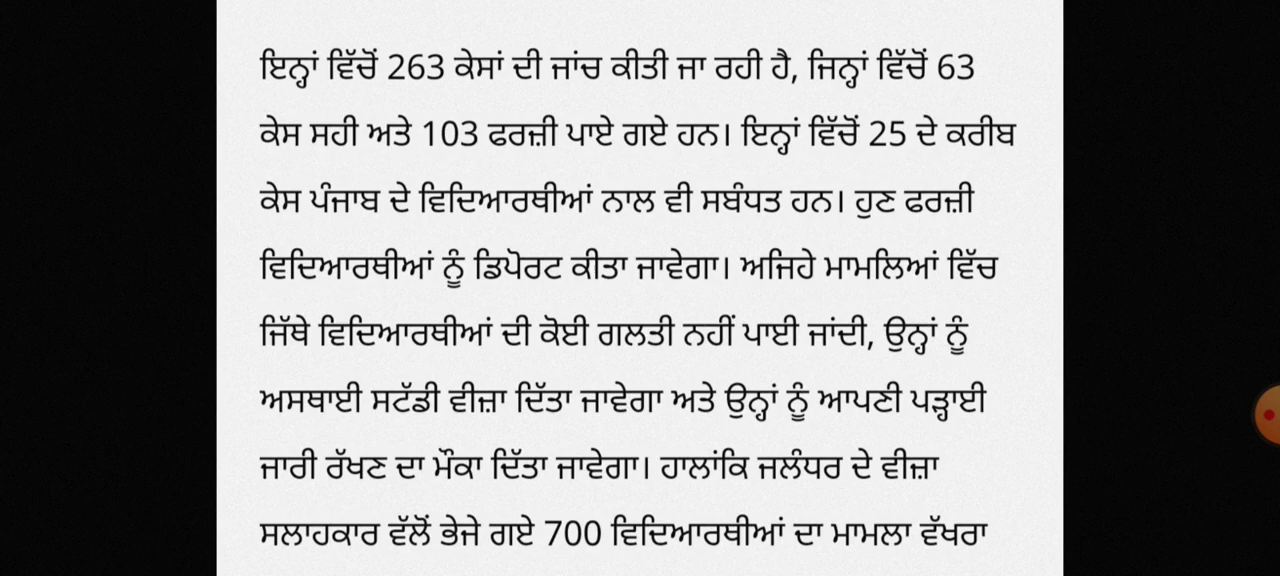 ਇਨ੍ਹਾਂ ਵਿੱਚੋਂ 263 ਕੇਸਾਂ ਦੀ ਜਾਂਚ ਕੀਤੀ ਜਾ ਰਹੀ ਹੈ, ਜਿਨ੍ਹਾਂ ਵਿੱਚੋਂ 63
ਕੇਸ ਸਹੀ ਅਤੇ 103 ਫਰਜ਼ੀ ਪਾਏ ਗਏ ਹਨ। ਇਨ੍ਹਾਂ ਵਿੱਚੋਂ 25 ਦੇ ਕਰੀਬ
ਕੇਸ ਪੰਜਾਬ ਦੇ ਵਿਦਿਆਰਥੀਆਂ ਨਾਲ ਵੀ ਸਬੰਧਤ ਹਨ। ਹੁਣ ਫਰਜ਼ੀ
ਵਿਦਿਆਰਥੀਆਂ ਨੂੰ ਡਿਪੋਰਟ ਕੀਤਾ ਜਾਵੇਗਾ। ਅਜਿਹੇ ਮਾਮਲਿਆਂ ਵਿੱਚ
ਜਿੱਥੇ ਵਿਦਿਆਰਥੀਆਂ ਦੀ ਕੋਈ ਗਲਤੀ ਨਹੀਂ ਪਾਈ ਜਾਂਦੀ, ਉਨ੍ਹਾਂ ਨੂੰ
ਅਸਥਾਈ ਸਟੱਡੀ ਵੀਜ਼ਾ ਦਿੱਤਾ ਜਾਵੇਗਾ ਅਤੇ ਉਨ੍ਹਾਂ ਨੂੰ ਆਪਣੀ ਪੜ੍ਹਾਈ
ਜਾਰੀ ਰੱਖਣ ਦਾ ਮੌਕਾ ਦਿੱਤਾ ਜਾਵੇਗਾ। ਹਾਲਾਂਕਿ ਜਲੰਧਰ ਦੇ ਵੀਜ਼ਾ
ਸਲਾਹਕਾਰ ਵੱਲੋਂ ਭੇਜੇ ਗਏ 700 ਵਿਦਿਆਰਥੀਆਂ ਦਾ ਮਾਮਲਾ ਵੱਖਰਾ